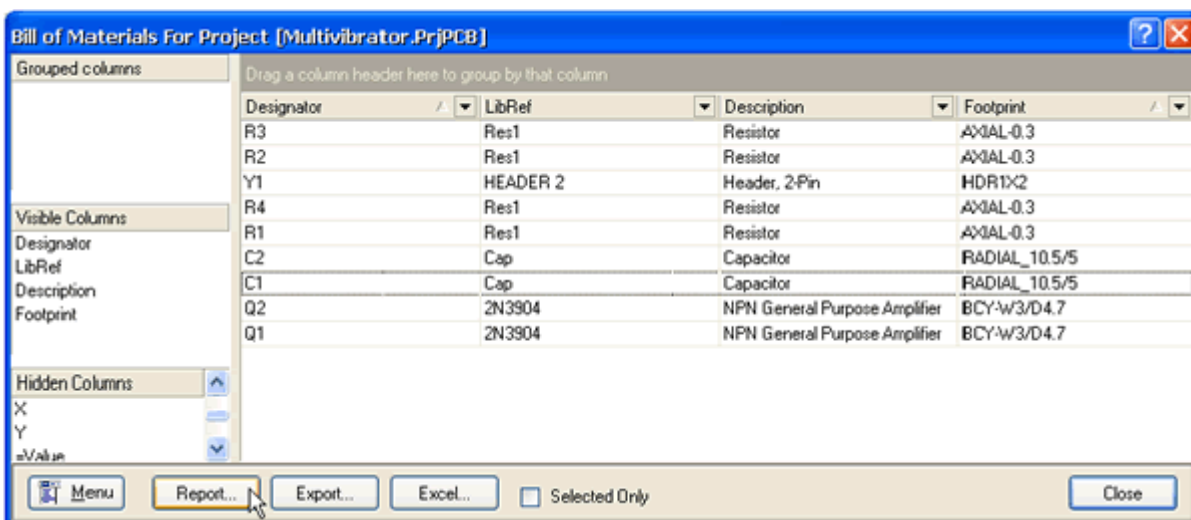 Bill of Materials For Project [Multivibrator.PrjPCB]
Grouped columns
Drag a column header here to group by that column
Designator LibRef Description Footprint
R3 Res1 Resistor AXIAL-0.3
R2 Res1 Resistor AXIAL-0.3
Y1 HEADER 2 Header, 2-Pin HDR1X2
R4 Res1 Resistor AXIAL-0.3
R1 Res1 Resistor AXIAL-0.3
C2 Cap Capacitor RADIAL_10.5/5
C1 Cap Capacitor RADIAL_10.5/5
Q2 2N3904 NPN General Purpose Amplifier BCY-W3/D4.7
Q1 2N3904 NPN General Purpose Amplifier BCY-W3/D4.7
Visible Columns
Designator
LibRef
Description
Footprint
Hidden Columns
X
Y
=Value
Menu Report... Export... Excel... Selected Only Close